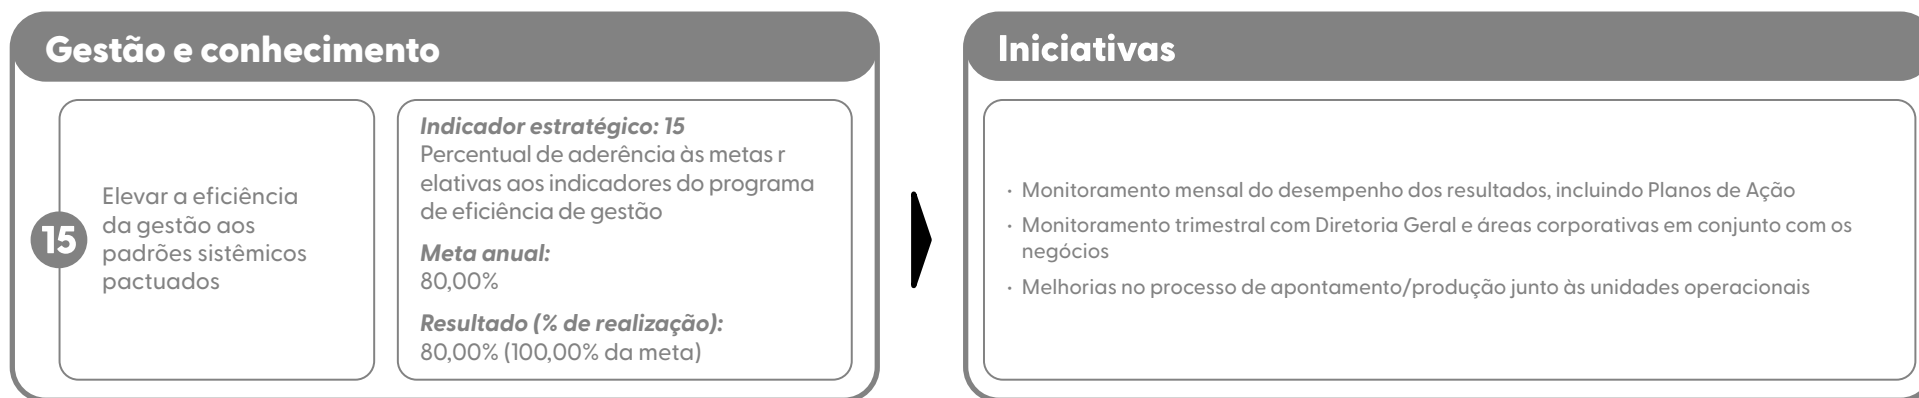 Gestão e conhecimento
15
Elevar a eficiência
da gestão aos
padrões sistêmicos
pactuados
Indicador estratégico: 15
Percentual de aderência às metas r
elativas aos indicadores do programa
de eficiência de gestão
Meta anual:
80,00%
Resultado (% de realização):
80,00% (100,00% da meta)
Iniciativas
· Monitoramento mensal do desempenho dos resultados, incluindo Planos de Ação
· Monitoramento trimestral com Diretoria Geral e áreas corporativas em conjunto com os
negócios
· Melhorias no processo de apontamento/produção junto às unidades operacionais